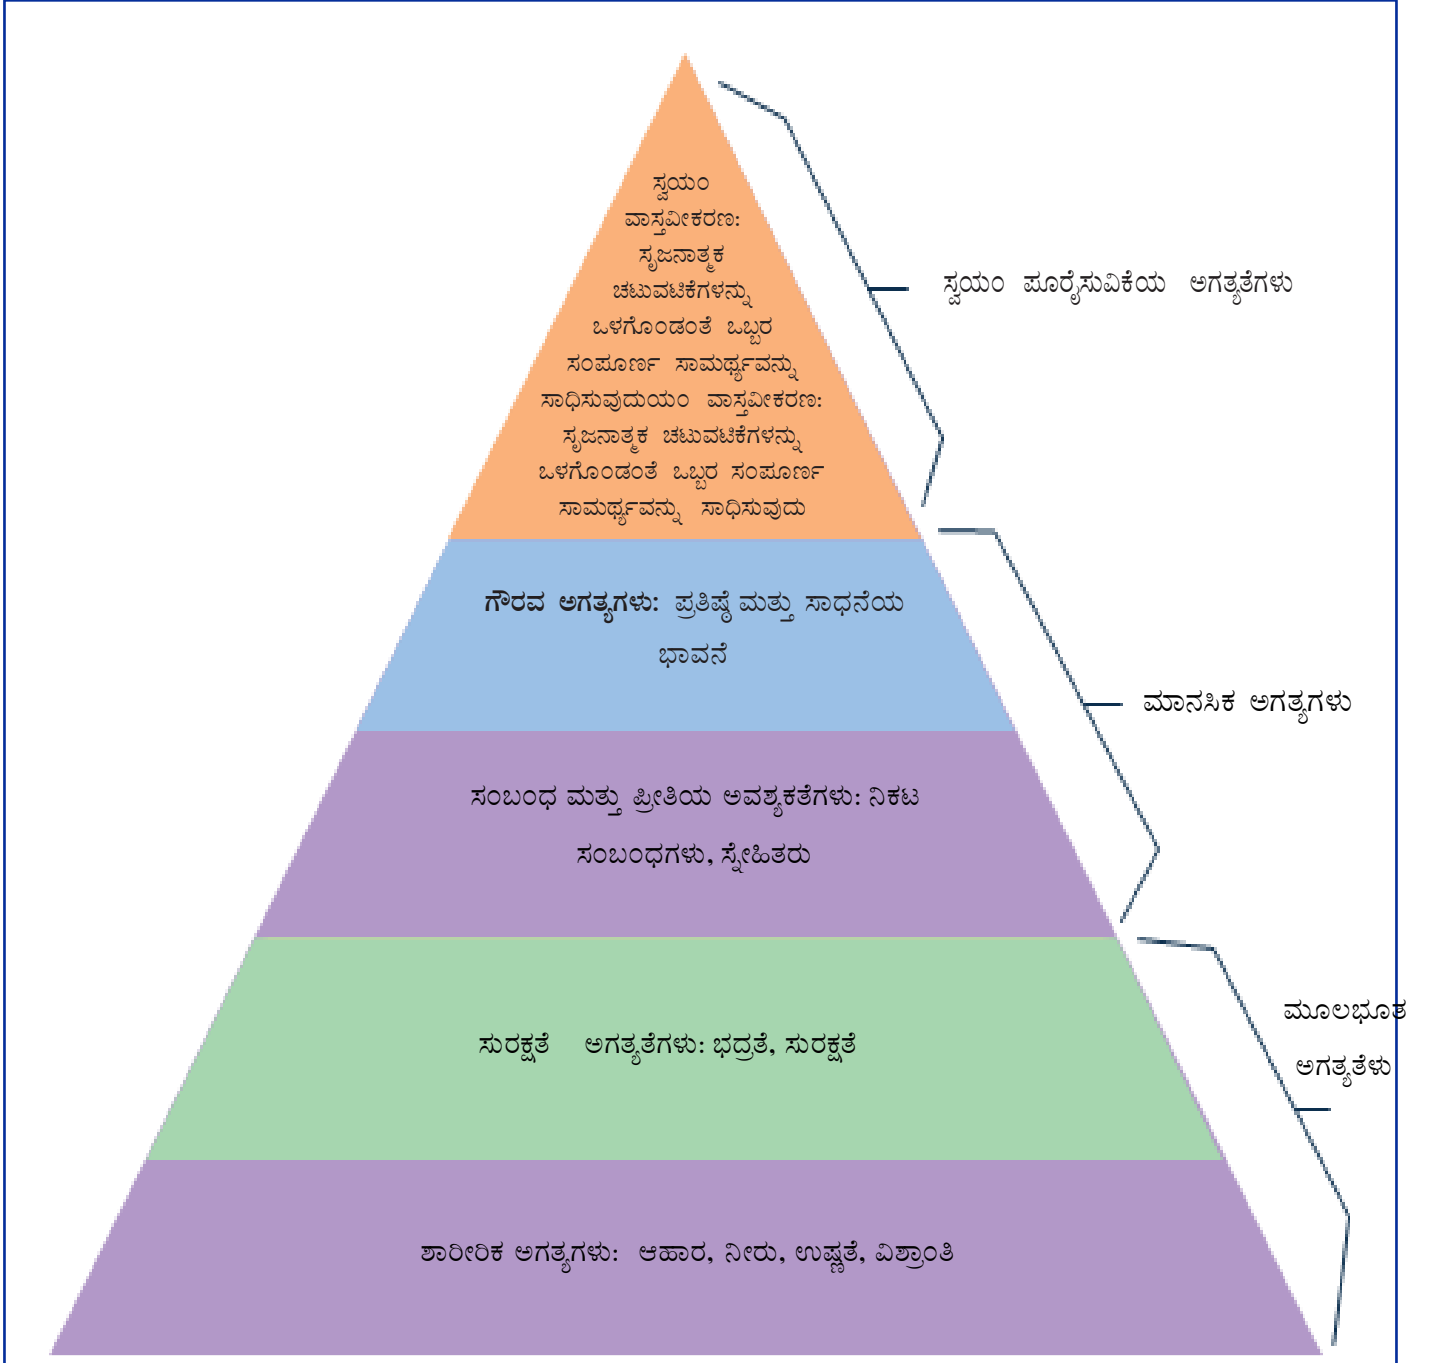 ಸ್ವಯಂ
ವಾಸ್ತವೀಕರಣ:
ಸೃಜನಾತ್ಮಕ
ಚಟುವಟಿಕೆಗಳನ್ನು
ಒಳಗೊಂಡಂತೆ ಒಬ್ಬರ
ಸಂಪೂರ್ಣ ಸಾಮರ್ಥ್ಯವನ್ನು
ಸಾಧಿಸುವುದುಯಂ ವಾಸ್ತವೀಕರಣ:
ಸೃಜನಾತ್ಮಕ ಚಟುವಟಿಕೆಗಳನ್ನು
ಒಳಗೊಂಡಂತೆ ಒಬ್ಬರ ಸಂಪೂರ್ಣ
ಸಾಮರ್ಥ್ಯವನ್ನು ಸಾಧಿಸುವುದು
ಸ್ವಯಂ ಪೂರೈಸುವಿಕೆಯ ಅಗತ್ಯತೆಗಳು
ಗೌರವ ಅಗತ್ಯಗಳು: ಪ್ರತಿಷ್ಠೆ ಮತ್ತು ಸಾಧನೆಯ
ಭಾವನೆ
ಮಾನಸಿಕ ಅಗತ್ಯಗಳು
ಸಂಬಂಧ ಮತ್ತು ಪ್ರೀತಿಯ ಅವಶ್ಯಕತೆಗಳು: ನಿಕಟ
ಸಂಬಂಧಗಳು, ಸ್ನೇಹಿತರು
ಸುರಕ್ಷತೆ ಅಗತ್ಯತೆಗಳು: ಭದ್ರತೆ, ಸುರಕ್ಷತೆ
ಮೂಲಭೂತ
ಅಗತ್ಯತೆಳು
ಶಾರೀರಿಕ ಅಗತ್ಯಗಳು: ಆಹಾರ, ನೀರು, ಉಷ್ಣತೆ, ವಿಶ್ರಾಂತಿ